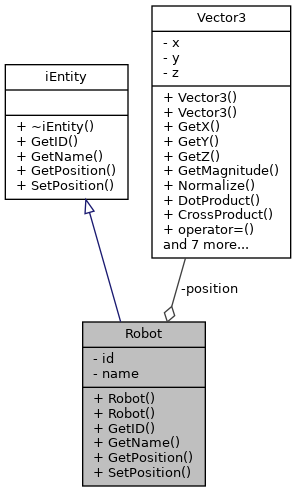 Vector3
- x
- y
- z
+ Vector3()
+ Vector3()
+ GetX()
+ GetY()
+ GetZ()
+ GetMagnitude()
+ Normalize()
+ DotProduct()
+ CrossProduct()
+ operator=()
and 7 more...
iEntity
+ ~iEntity()
+ GetID()
+ GetName()
+ GetPosition()
+ SetPosition()
-position
Robot
- id
- name
+ Robot()
+ Robot()
+ GetID()
+ GetName()
+ GetPosition()
+ SetPosition()